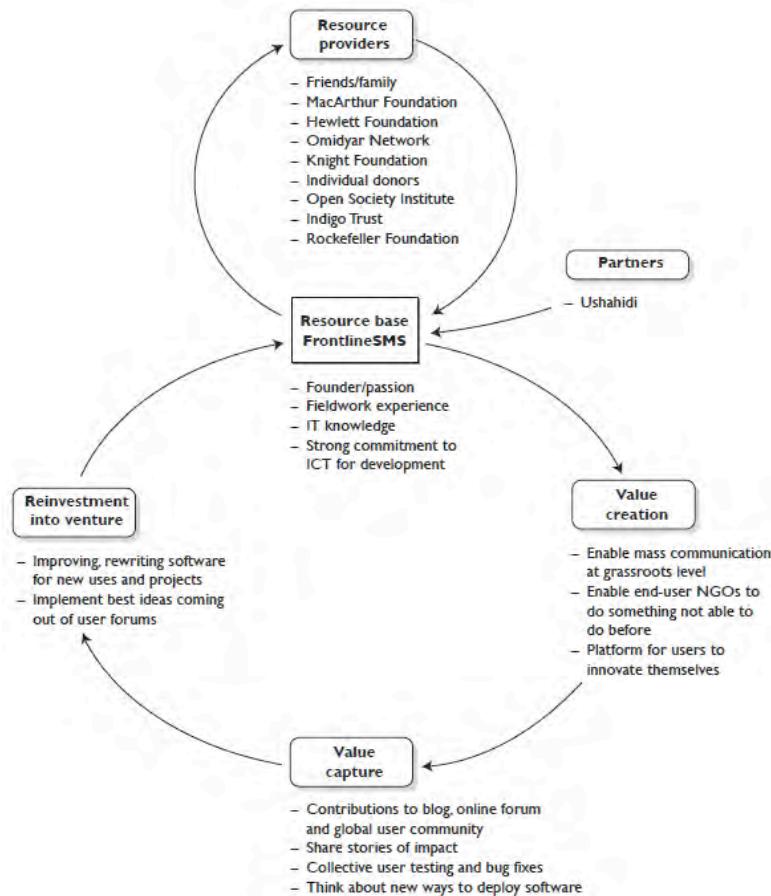 Resource
providers
– Friends/family
– MacArthur Foundation
– Hewlett Foundation
– Omidyar Network
– Knight Foundation
– Individual donors
– Open Society Institute
– Indigo Trust
– Rockefeller Foundation
Partners
– Ushahidi
Resource base
FrontlineSMS
– Founder/passion
– Fieldwork experience
– IT knowledge
– Strong commitment to
ICT for development
Value
creation
– Enable mass communication
at grassroots level
– Enable end-user NGOs to
do something not able to
do before
– Platform for users to
innovate themselves
Value
capture
– Contributions to blog, online forum
and global user community
– Share stories of impact
– Collective user testing and bug fixes
– Think about new ways to deploy software
Reinvestment
into venture
– Improving, rewriting software
for new uses and projects
– Implement best ideas coming
out of user forums